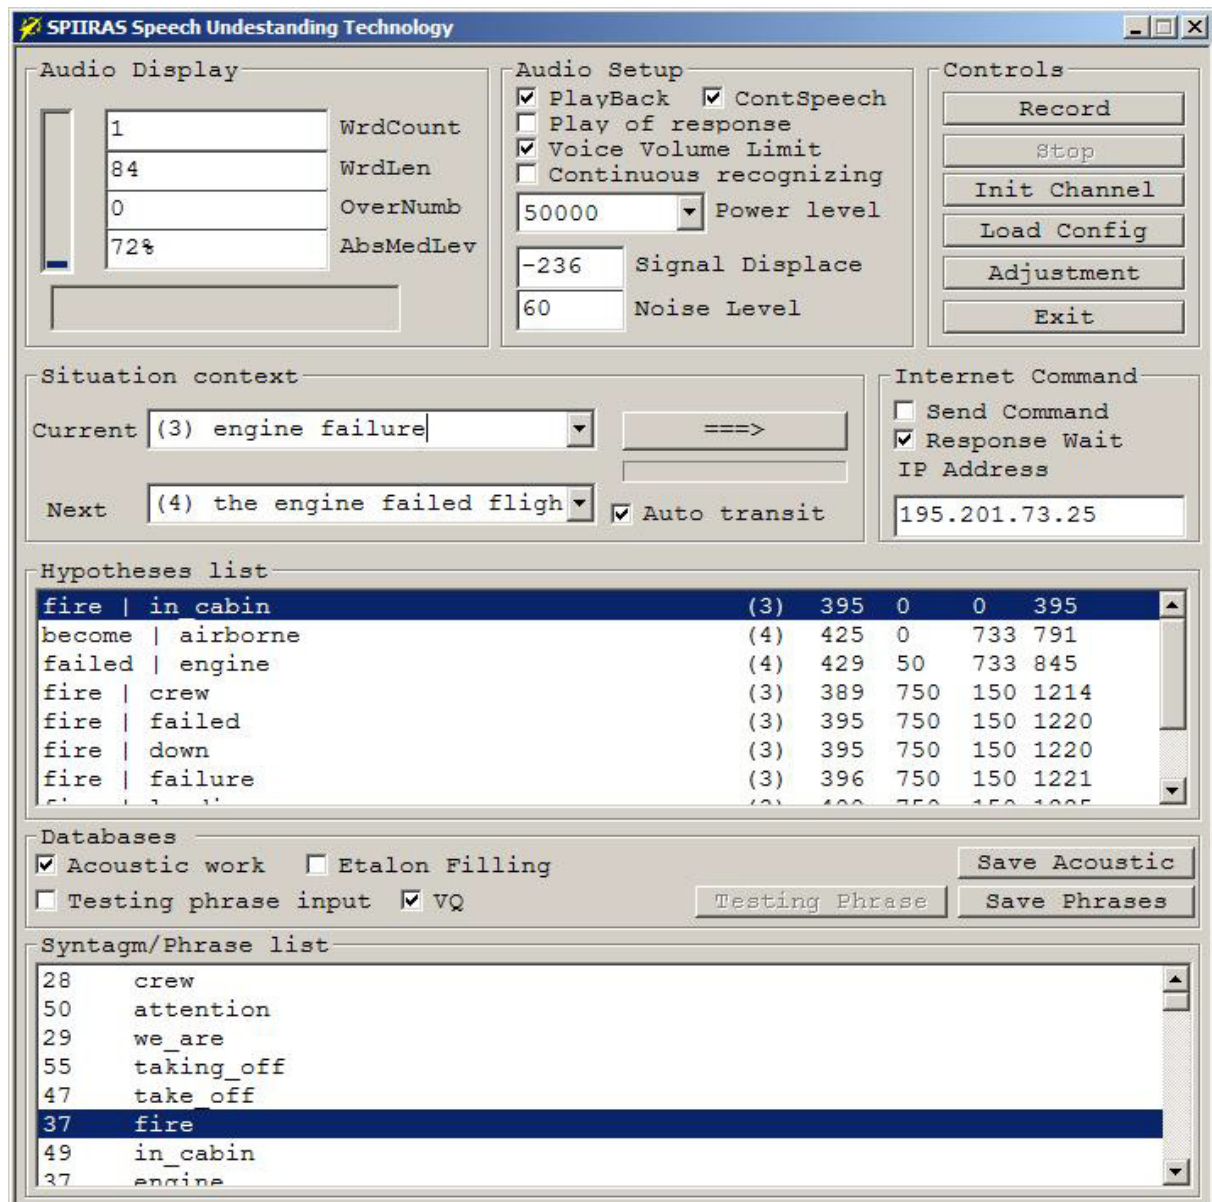 SPIIRAS Speech Undestanding Technology
Audio Display
1 WrdCount
84 WrdLen
0 OverNumb
72% AbsMedLev
Audio Setup
PlayBack ContSpeech
Play of response
Voice Volume Limit
Continuous recognizing
50000 Power level
-236 Signal Displace
60 Noise Level
Controls
Record
Stop
Init Channel
Load Config
Adjustment
Exit
Situation context
Current (3) engine failure ===>
Next (4) the engine failed fligh Auto transit
Internet Command
Send Command
Response Wait
IP Address
195.201.73.25
Hypotheses list
fire | in_cabin (3) 395 0 0 395
become | airborne (4) 425 0 733 791
failed | engine (4) 429 50 733 845
fire | crew (3) 389 750 150 1214
fire | failed (3) 395 750 150 1220
fire | down (3) 395 750 150 1220
fire | failure (3) 396 750 150 1221
Databases
Acoustic work Etalon Filling Save Acoustic
Testing phrase input VQ Testing Phrase Save Phrases
Syntagm/Phrase list
28 crew
50 attention
29 we_are
55 taking_off
47 take_off
37 fire
49 in_cabin
37 engine